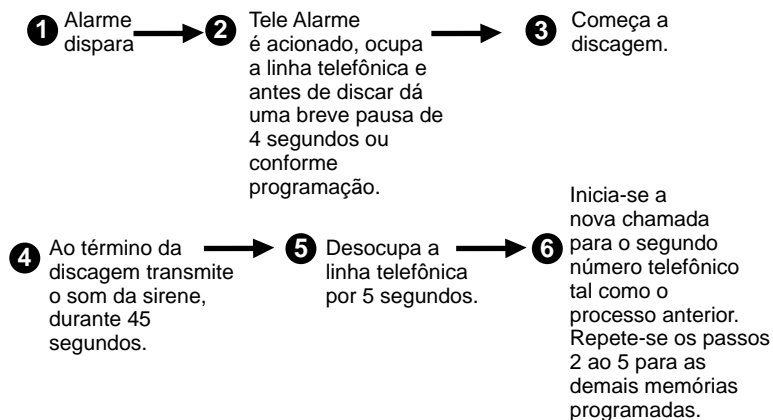 1 Alarme
dispara
2 Tele Alarme
é acionado, ocupa
a linha telefônica e
antes de discar dá
uma breve pausa de
4 segundos ou
conforme
programação.
3 Começa a
discagem.
4 Ao término da
discagem transmite
o som da sirene,
durante 45
segundos.
5 Desocupa a
linha telefônica
por 5 segundos.
6 Inicia-se a
nova chamada
para o segundo
número telefônico
tal como o
processo anterior.
Repete-se os passos
2 ao 5 para as
demais memórias
programadas.